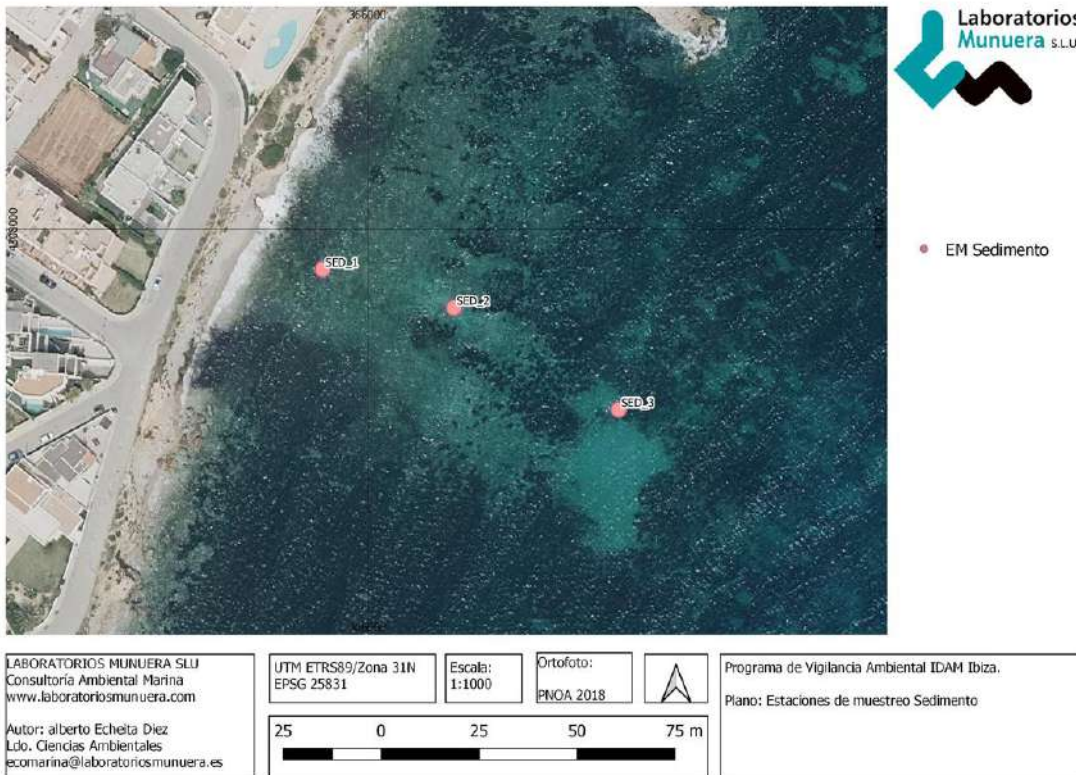 366000
Laboratorios
Munuera S.L.U
EM Sedimento
SED_1
SED_2
SED_3
LABORATORIOS MUNUERA SLU
Consultoría Ambiental Marina
www.laboratoriosmunuera.com
Autor: alberto Echeita Diez
Ldo. Ciencias Ambientales
ecomarina@laboratoriosmunuera.es
UTM ETRS89/Zona 31N
EPSG 25831
Escala:
1:1000
Ortofoto:
PNOA 2018
Programa de Vigilancia Ambiental IDAM Ibiza.
Plano: Estaciones de muestreo Sedimento
25 0 25 50 75 m